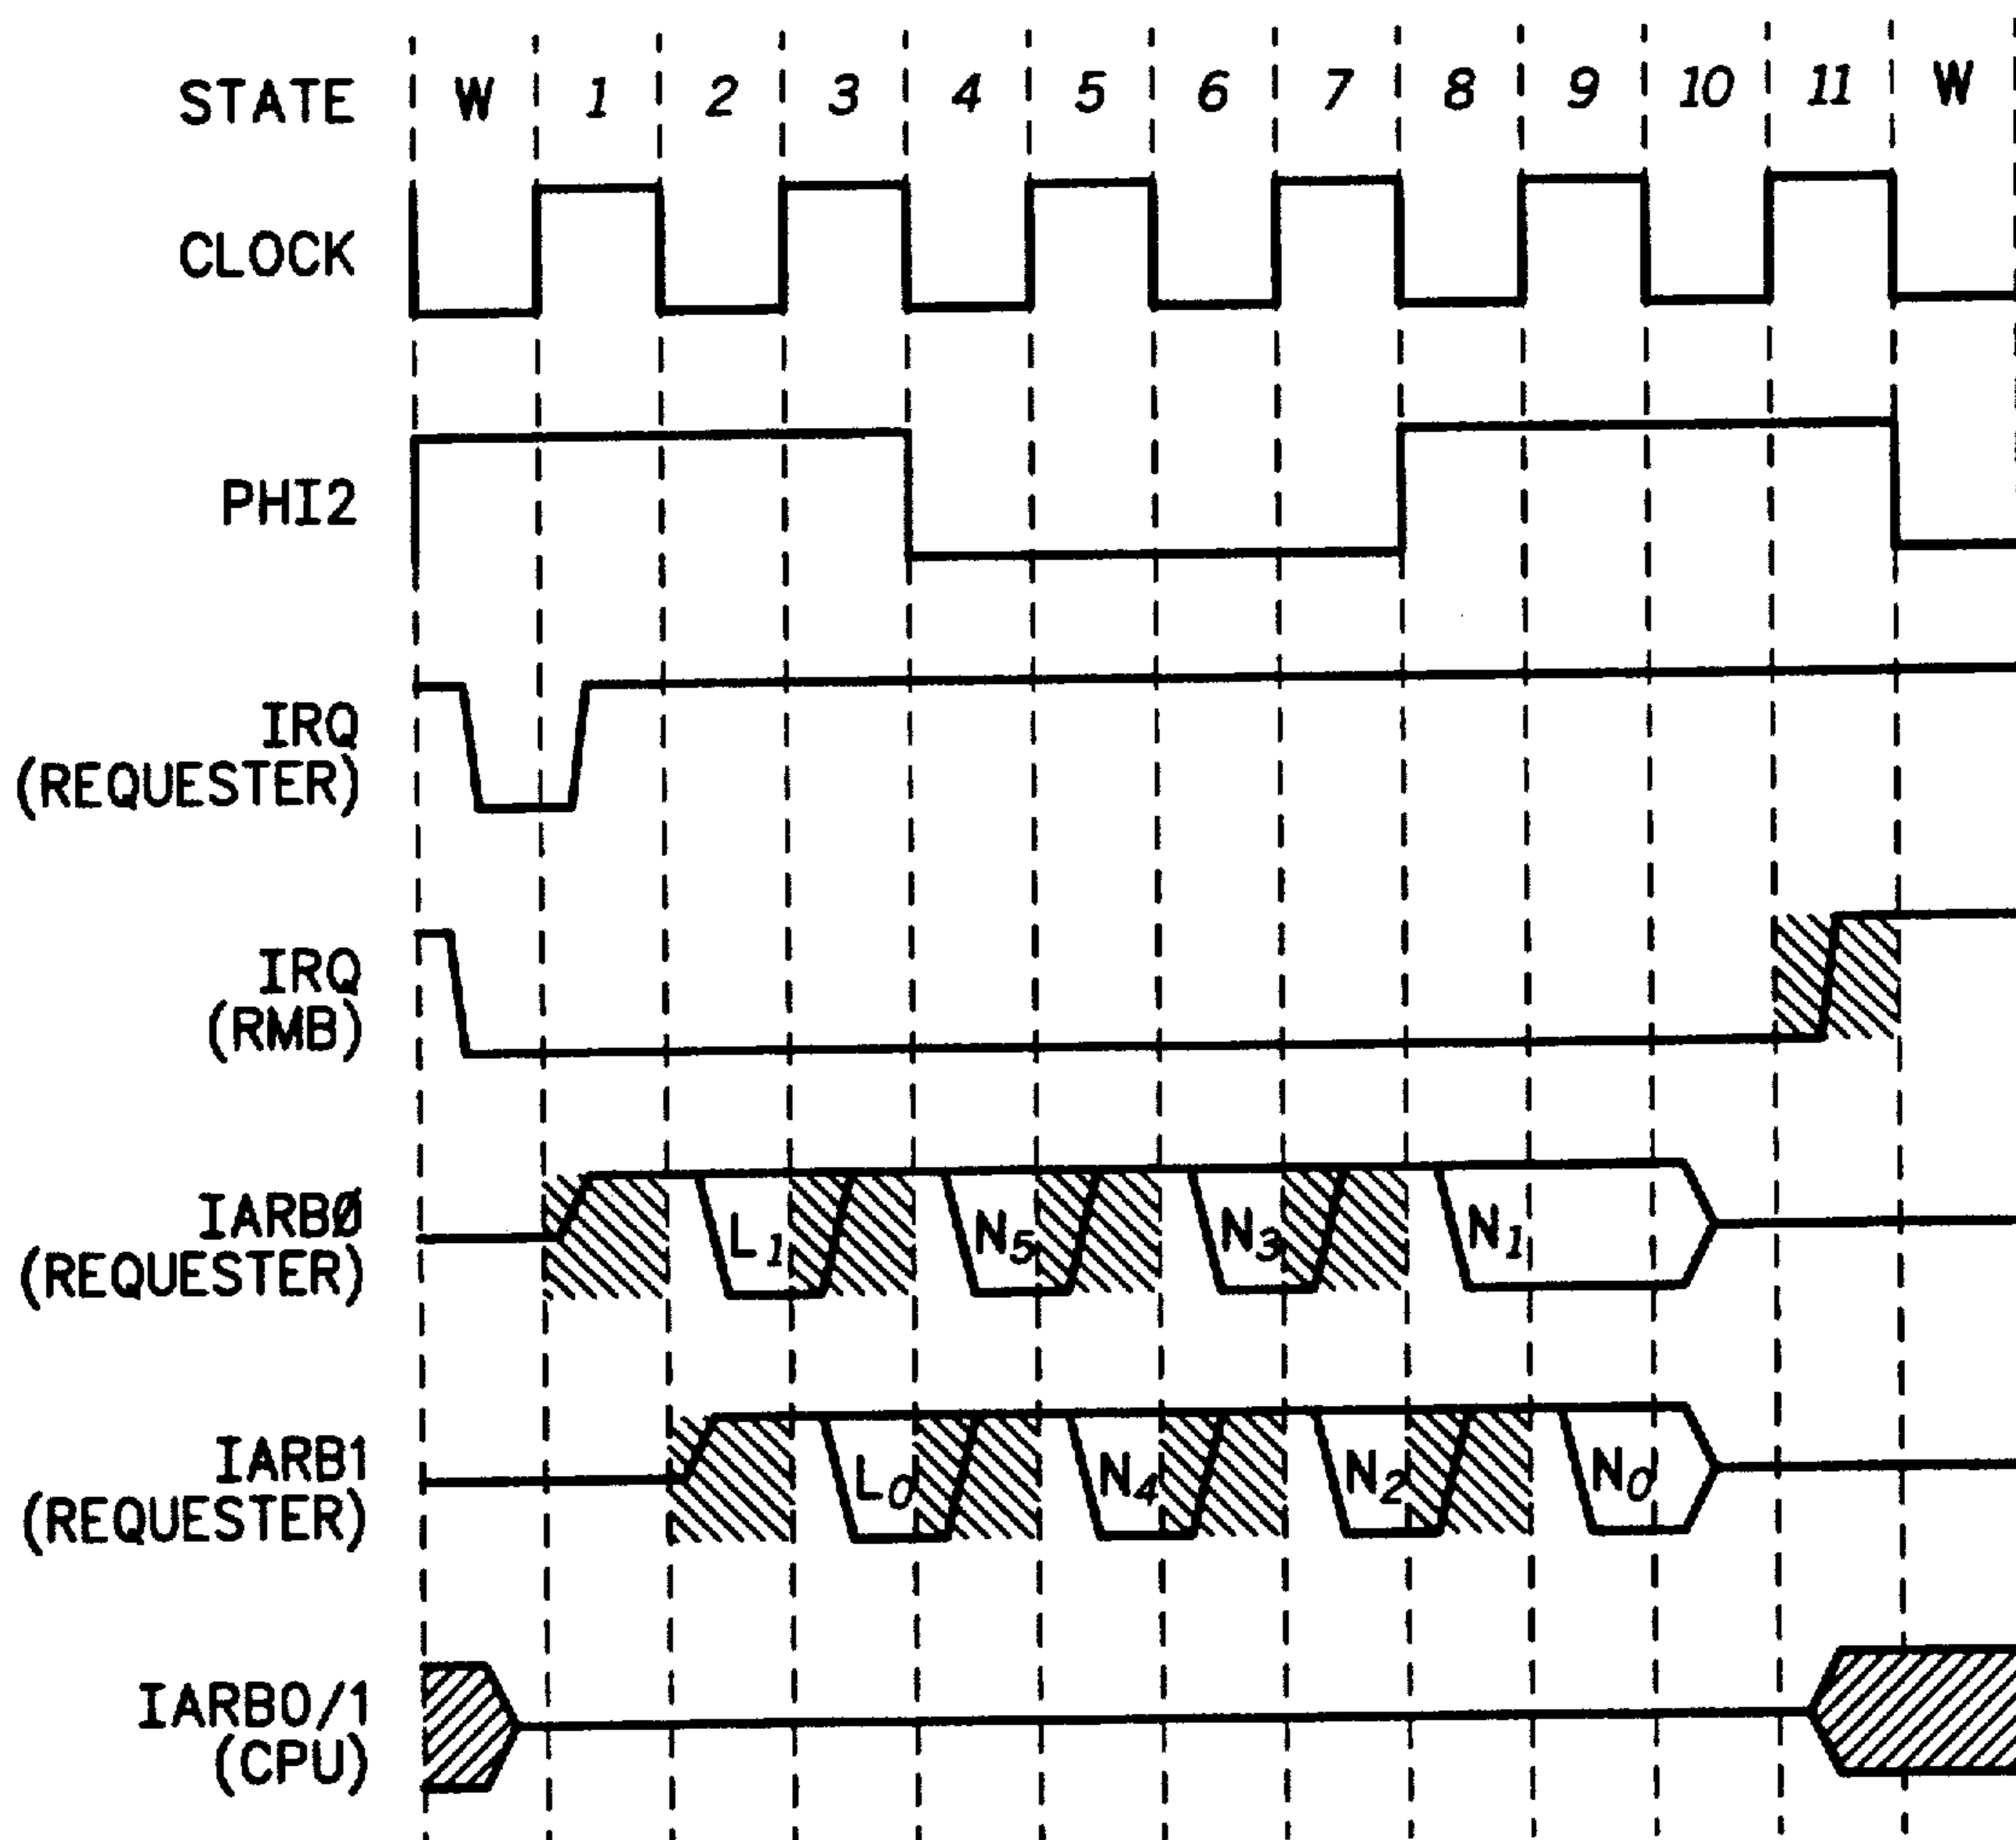 STATE W 1 2 3 4 5 6 7 8 9 10 11 W
CLOCK
PHI2
IRQ
(REQUESTER)
IRQ
(RMB)
IARBØ
(REQUESTER)
L1 N5 N3 N1
IARB1
(REQUESTER)
L0 N4 N2 N0
IARB0/1
(CPU)